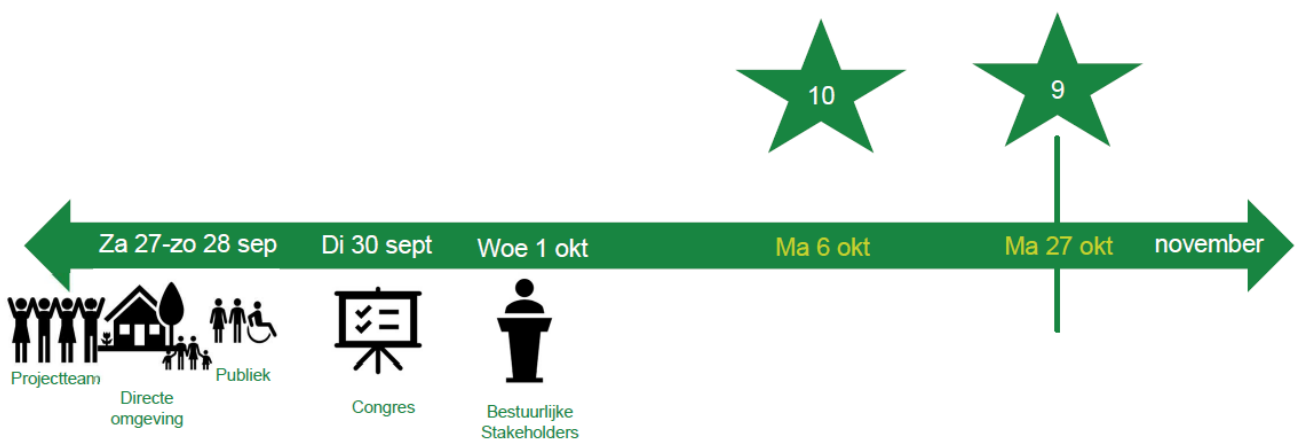 10
9
Za 27-zo 28 sep
Di 30 sept
Woe 1 okt
Ma 6 okt
Ma 27 okt
november
Projectteam
Directe
omgeving
Publiek
Congres
Bestuurlijke
Stakeholders